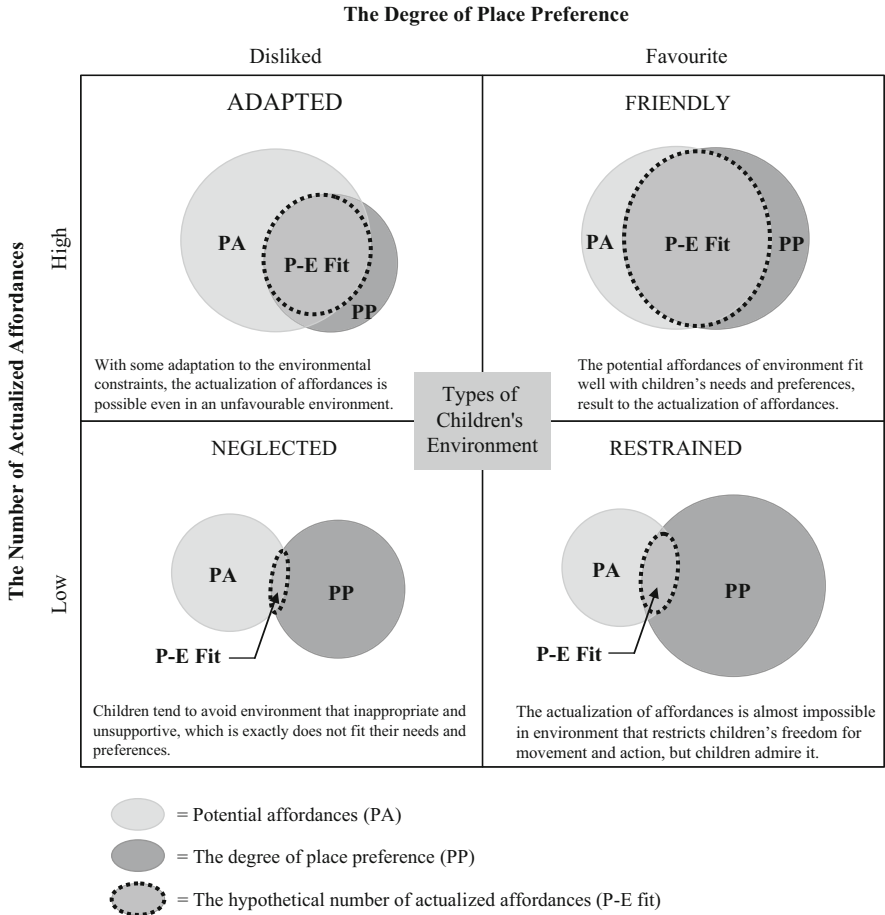 The Degree of Place Preference
Disliked
Favourite
The Number of Actualized Affordances
High
Low
ADAPTED
PA
P-E Fit
PP
With some adaptation to the environmental
constraints, the actualization of affordances is
possible even in an unfavourable environment.
FRIENDLY
PA
P-E Fit
PP
The potential affordances of environment fit
well with children's needs and preferences,
result to the actualization of affordances.
Types of
Children's
Environment
NEGLECTED
PA
PP
P-E Fit
Children tend to avoid environment that inappropriate and
unsupportive, which is exactly does not fit their needs and
preferences.
RESTRAINED
PA
PP
P-E Fit
The actualization of affordances is almost impossible
in environment that restricts children's freedom for
movement and action, but children admire it.
= Potential affordances (PA)
= The degree of place preference (PP)
= The hypothetical number of actualized affordances (P-E fit)